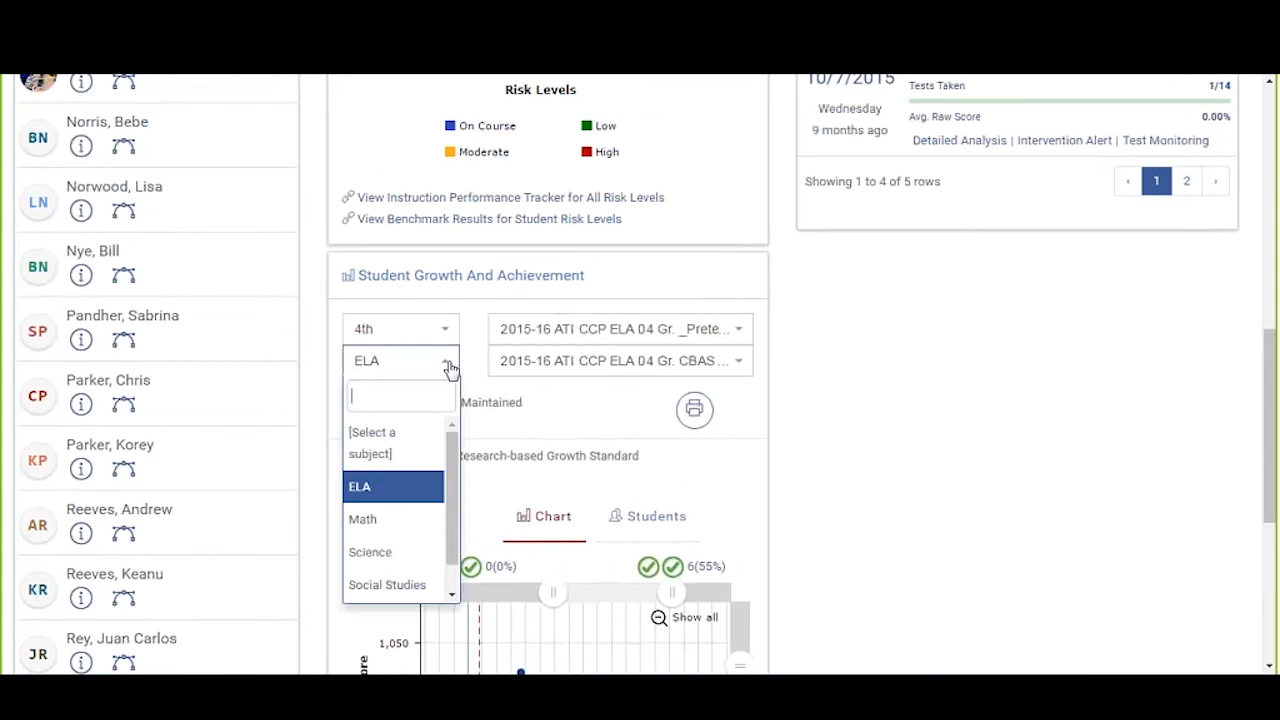 BN
Norris, Bebe
LN
Norwood, Lisa
BN
Nye, Bill
SP
Pandher, Sabrina
CP
Parker, Chris
KP
Parker, Korey
AR
Reeves, Andrew
KR
Reeves, Keanu
JR
Rey, Juan Carlos
Risk Levels
On Course
Low
Moderate
High
View Instruction Performance Tracker for All Risk Levels
View Benchmark Results for Student Risk Levels
Student Growth And Achievement
4th
2015-16 ATI CCP ELA 04 Gr. _Prete...
ELA
2015-16 ATI CCP ELA 04 Gr. CBAS ...
Maintained
[Select a
subject]
ELA
Math
Science
Social Studies
Research-based Growth Standard
Chart
Students
0(0%)
6(55%)
Show all
1,050
10/7/2015
Wednesday
9 months ago
Tests Taken
1/14
Avg. Raw Score
0.00%
Detailed Analysis | Intervention Alert | Test Monitoring
Showing 1 to 4 of 5 rows
‹ 1 2 ›